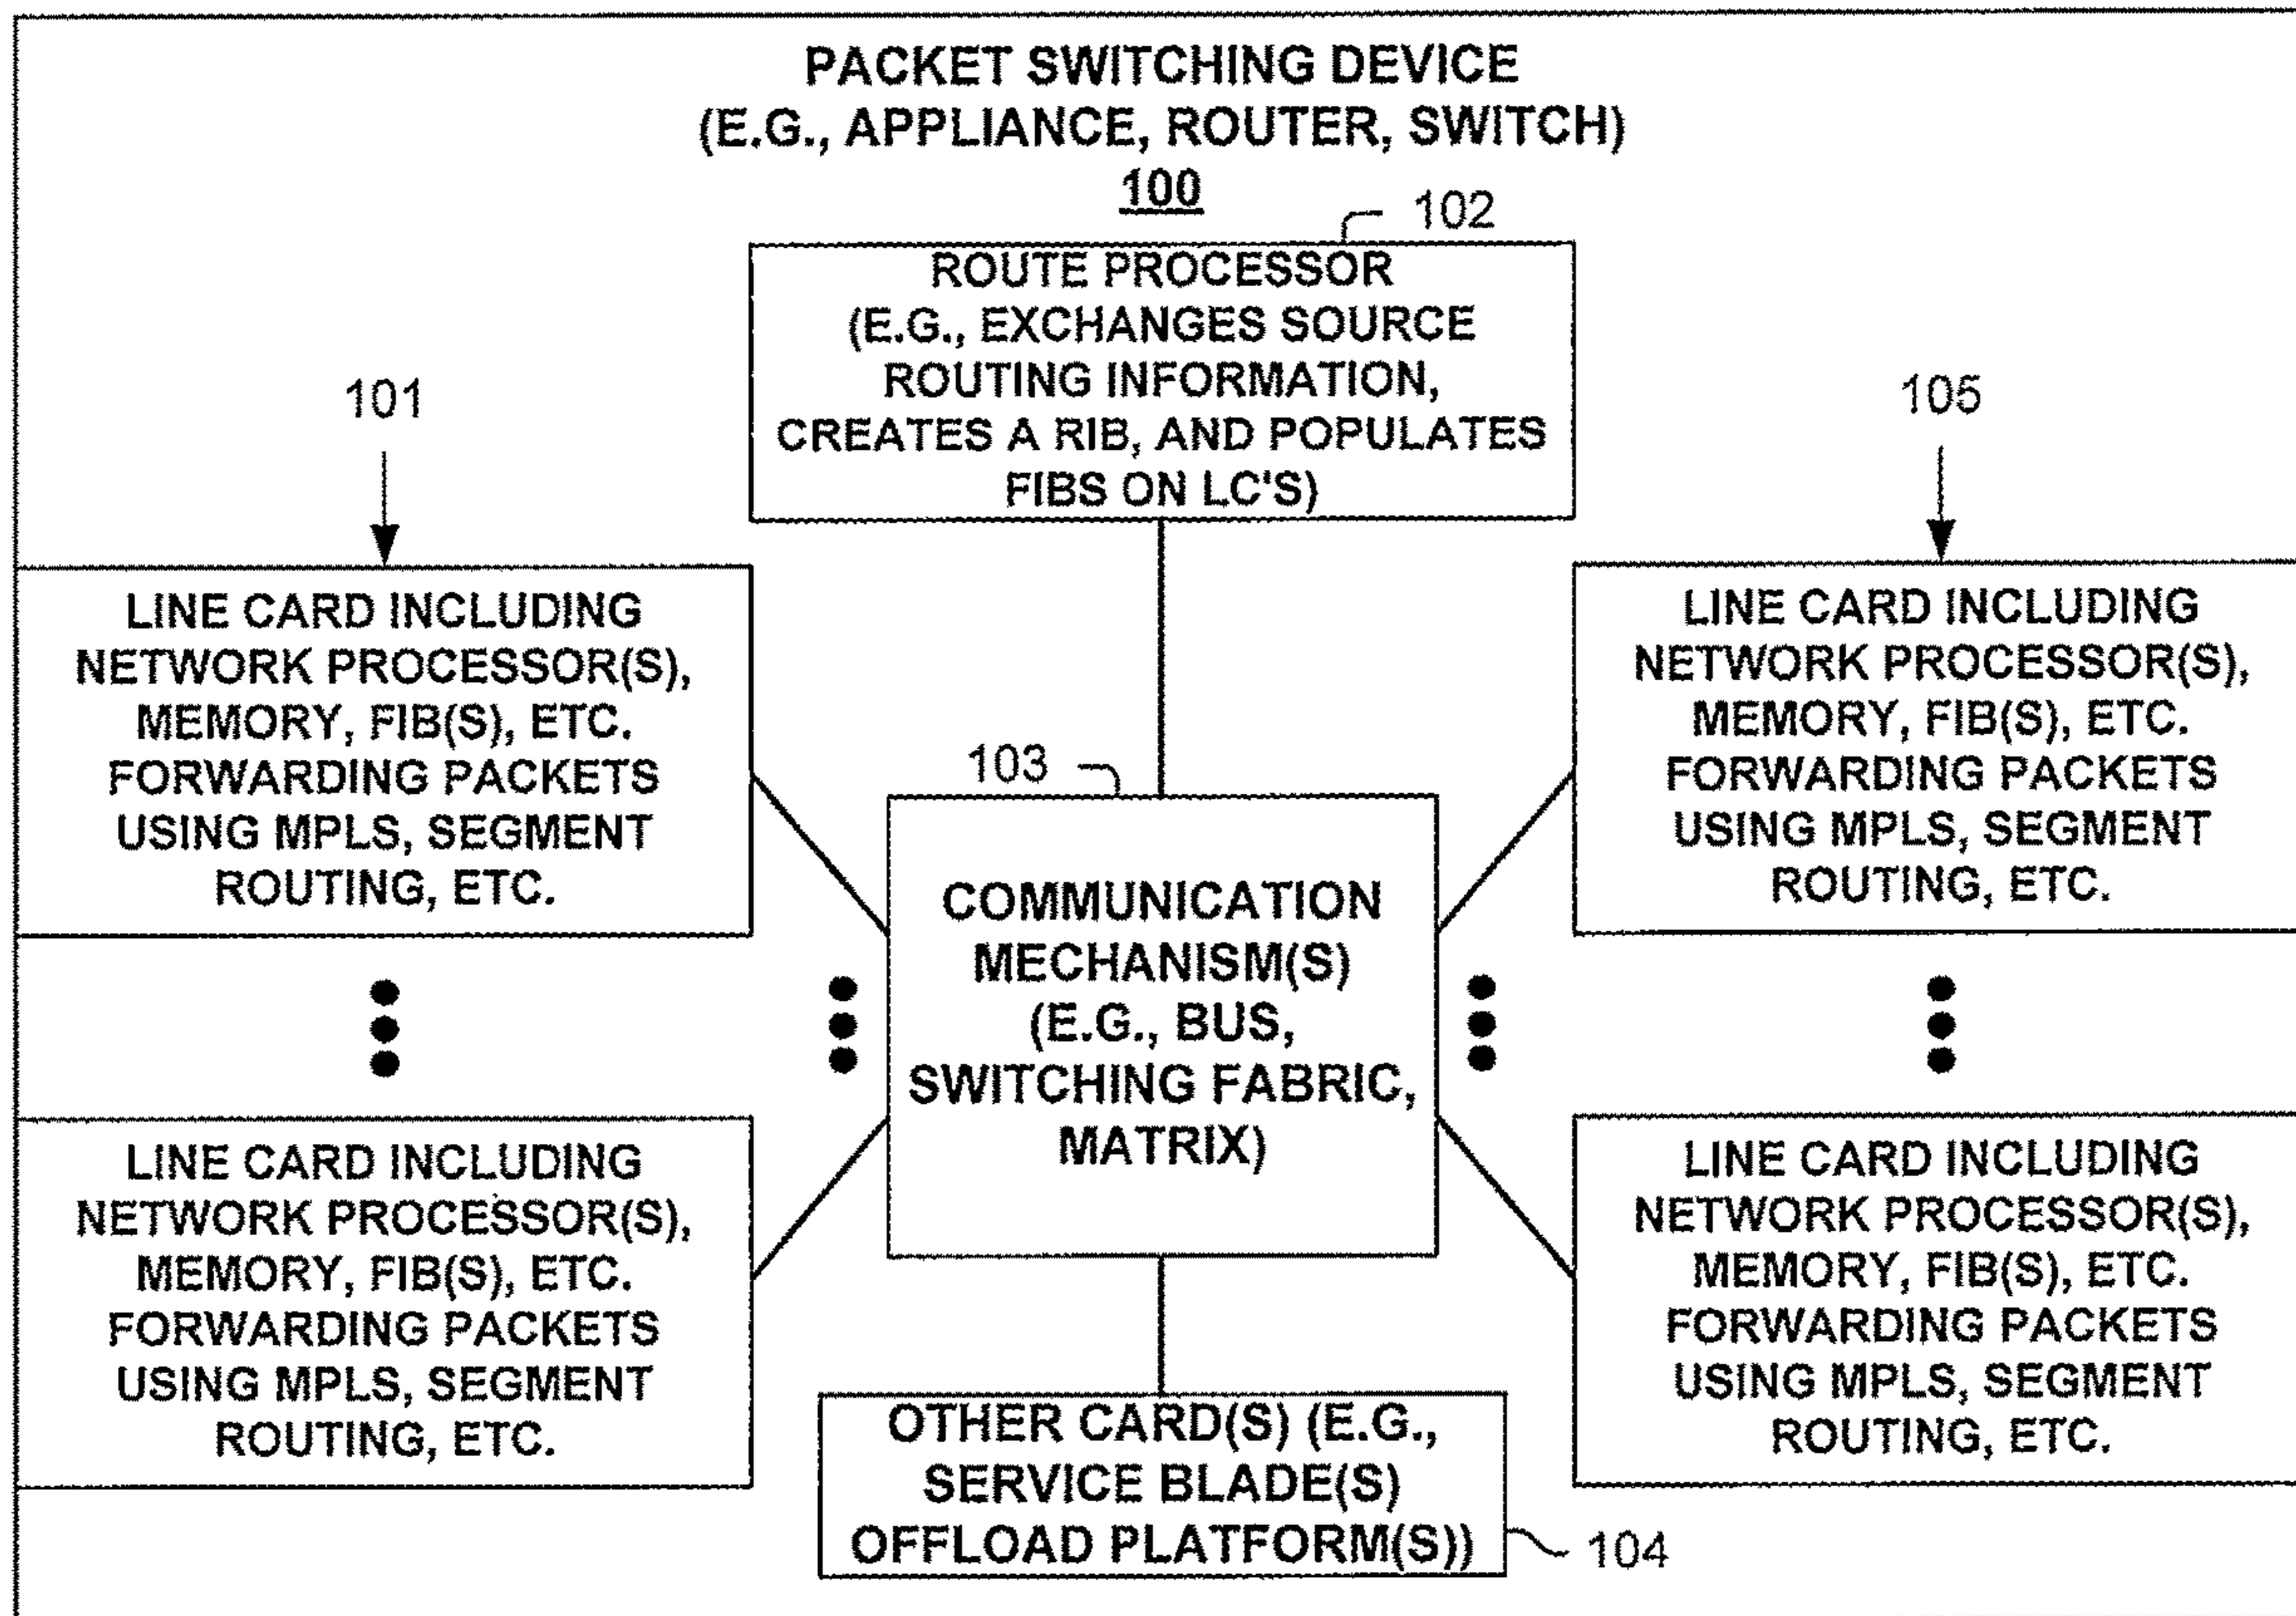 PACKET SWITCHING DEVICE
(E.G., APPLIANCE, ROUTER, SWITCH)
100
102
ROUTE PROCESSOR
(E.G., EXCHANGES SOURCE
ROUTING INFORMATION,
CREATES A RIB, AND POPULATES
FIBS ON LC'S)
101
LINE CARD INCLUDING
NETWORK PROCESSOR(S),
MEMORY, FIB(S), ETC.
FORWARDING PACKETS
USING MPLS, SEGMENT
ROUTING, ETC.
105
LINE CARD INCLUDING
NETWORK PROCESSOR(S),
MEMORY, FIB(S), ETC.
FORWARDING PACKETS
USING MPLS, SEGMENT
ROUTING, ETC.
103
COMMUNICATION
MECHANISM(S)
(E.G., BUS,
SWITCHING FABRIC,
MATRIX)
LINE CARD INCLUDING
NETWORK PROCESSOR(S),
MEMORY, FIB(S), ETC.
FORWARDING PACKETS
USING MPLS, SEGMENT
ROUTING, ETC.
LINE CARD INCLUDING
NETWORK PROCESSOR(S),
MEMORY, FIB(S), ETC.
FORWARDING PACKETS
USING MPLS, SEGMENT
ROUTING, ETC.
OTHER CARD(S) (E.G.,
SERVICE BLADE(S)
OFFLOAD PLATFORM(S))
104